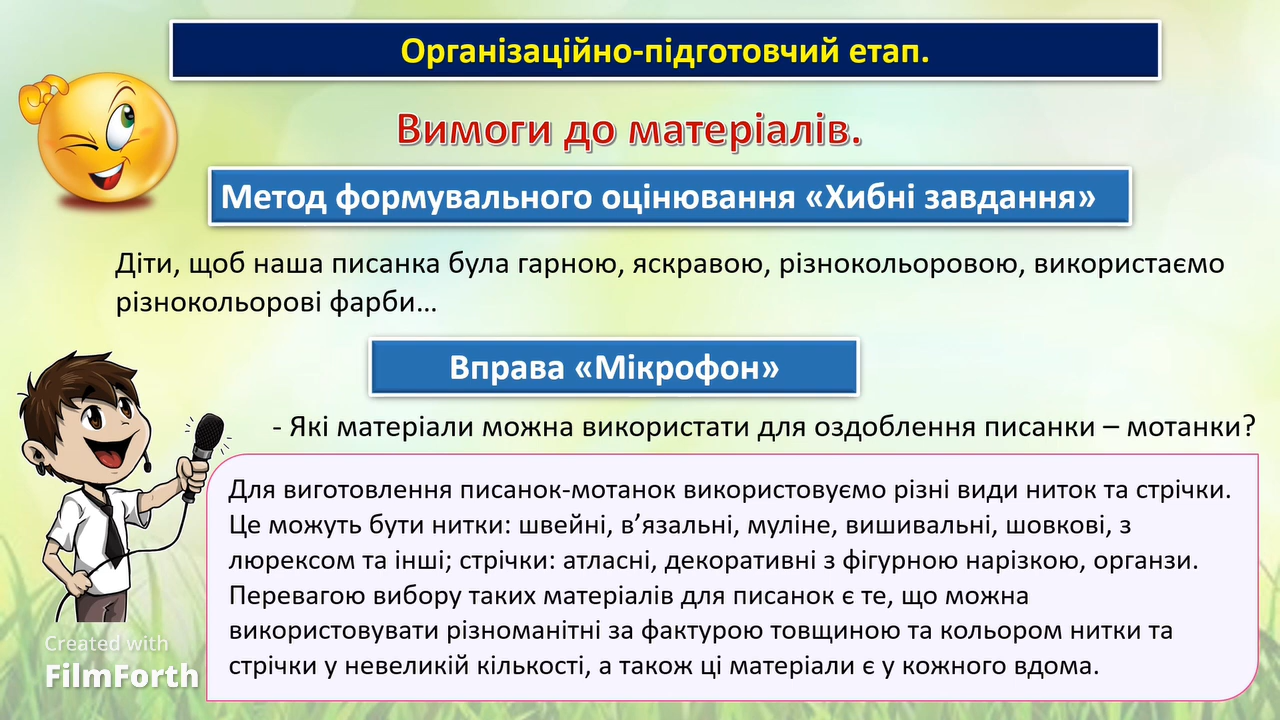 Організаційно-підготовчий етап.
Вимоги до матеріалів.
Метод формувального оцінювання «Хибні завдання»
Діти, щоб наша писанка була гарною, яскравою, різнокольоровою, використаємо
різнокольорові фарби…
Вправа «Мікрофон»
- Які матеріали можна використати для оздоблення писанки – мотанки?
Для виготовлення писанок-мотанок використовуємо різні види ниток та стрічки.
Це можуть бути нитки: швейні, в’язальні, муліне, вишивальні, шовкові, з
люрексом та інші; стрічки: атласні, декоративні з фігурною нарізкою, органзи.
Перевагою вибору таких матеріалів для писанок є те, що можна
використовувати різноманітні за фактурою товщиною та кольором нитки та
стрічки у невеликій кількості, а також ці матеріали є у кожного вдома.
Created with
FilmForth